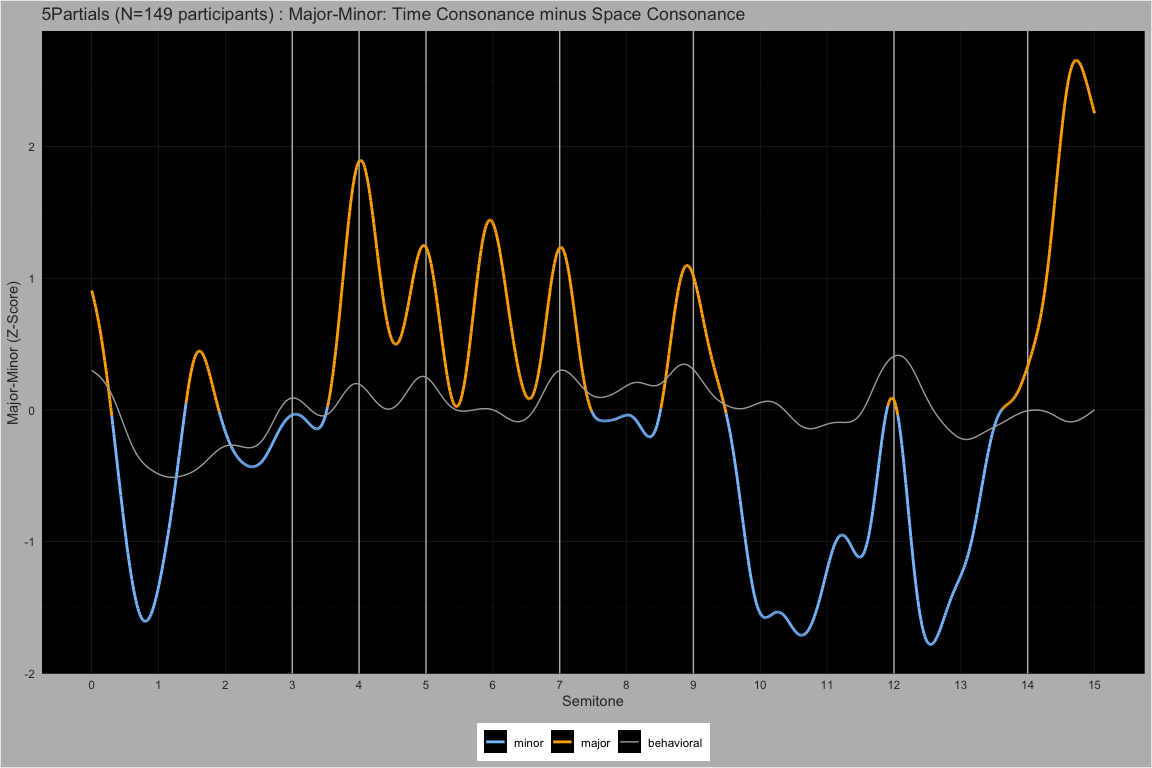 5Partials (N=149 participants) : Major-Minor: Time Consonance minus Space Consonance
Major-Minor (Z-Score)
2
1
0
-1
-2
0 1 2 3 4 5 6 7 8 9 10 11 12 13 14 15
Semitone
minor major behavioral